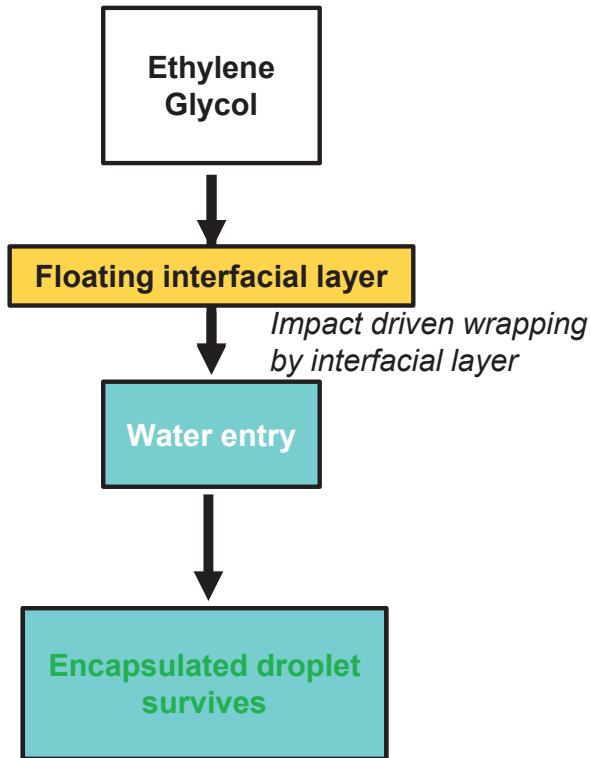 Ethylene
Glycol
Floating interfacial layer
Impact driven wrapping
by interfacial layer
Water entry
Encapsulated droplet
survives